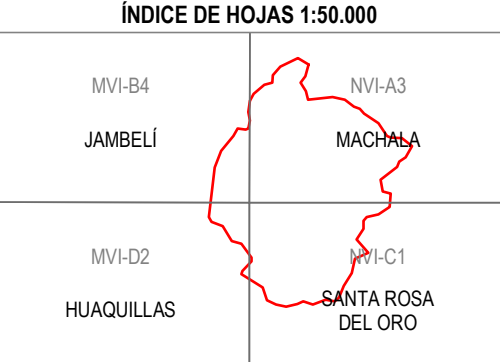 ÍNDICE DE HOJAS 1:50.000
MVI-B4
NVI-A3
JAMBELÍ
MACHALA
MVI-D2
NVI-C1
HUAQUILLAS
SANTA ROSA
DEL ORO